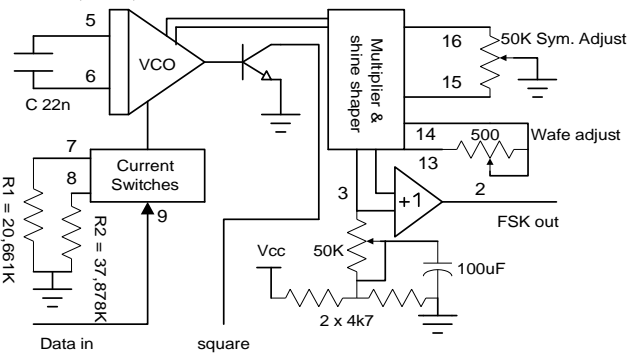 5
6
C 22n
VCO
Multiplier &
shine shaper
16
50K Sym. Adjust
15
14
500
Wafe adjust
13
7
8
Current
Switches
9
R1 = 20,661K
R2 = 37,878K
3
+1
2
FSK out
50K
Vcc
100uF
2 x 4k7
Data in
square